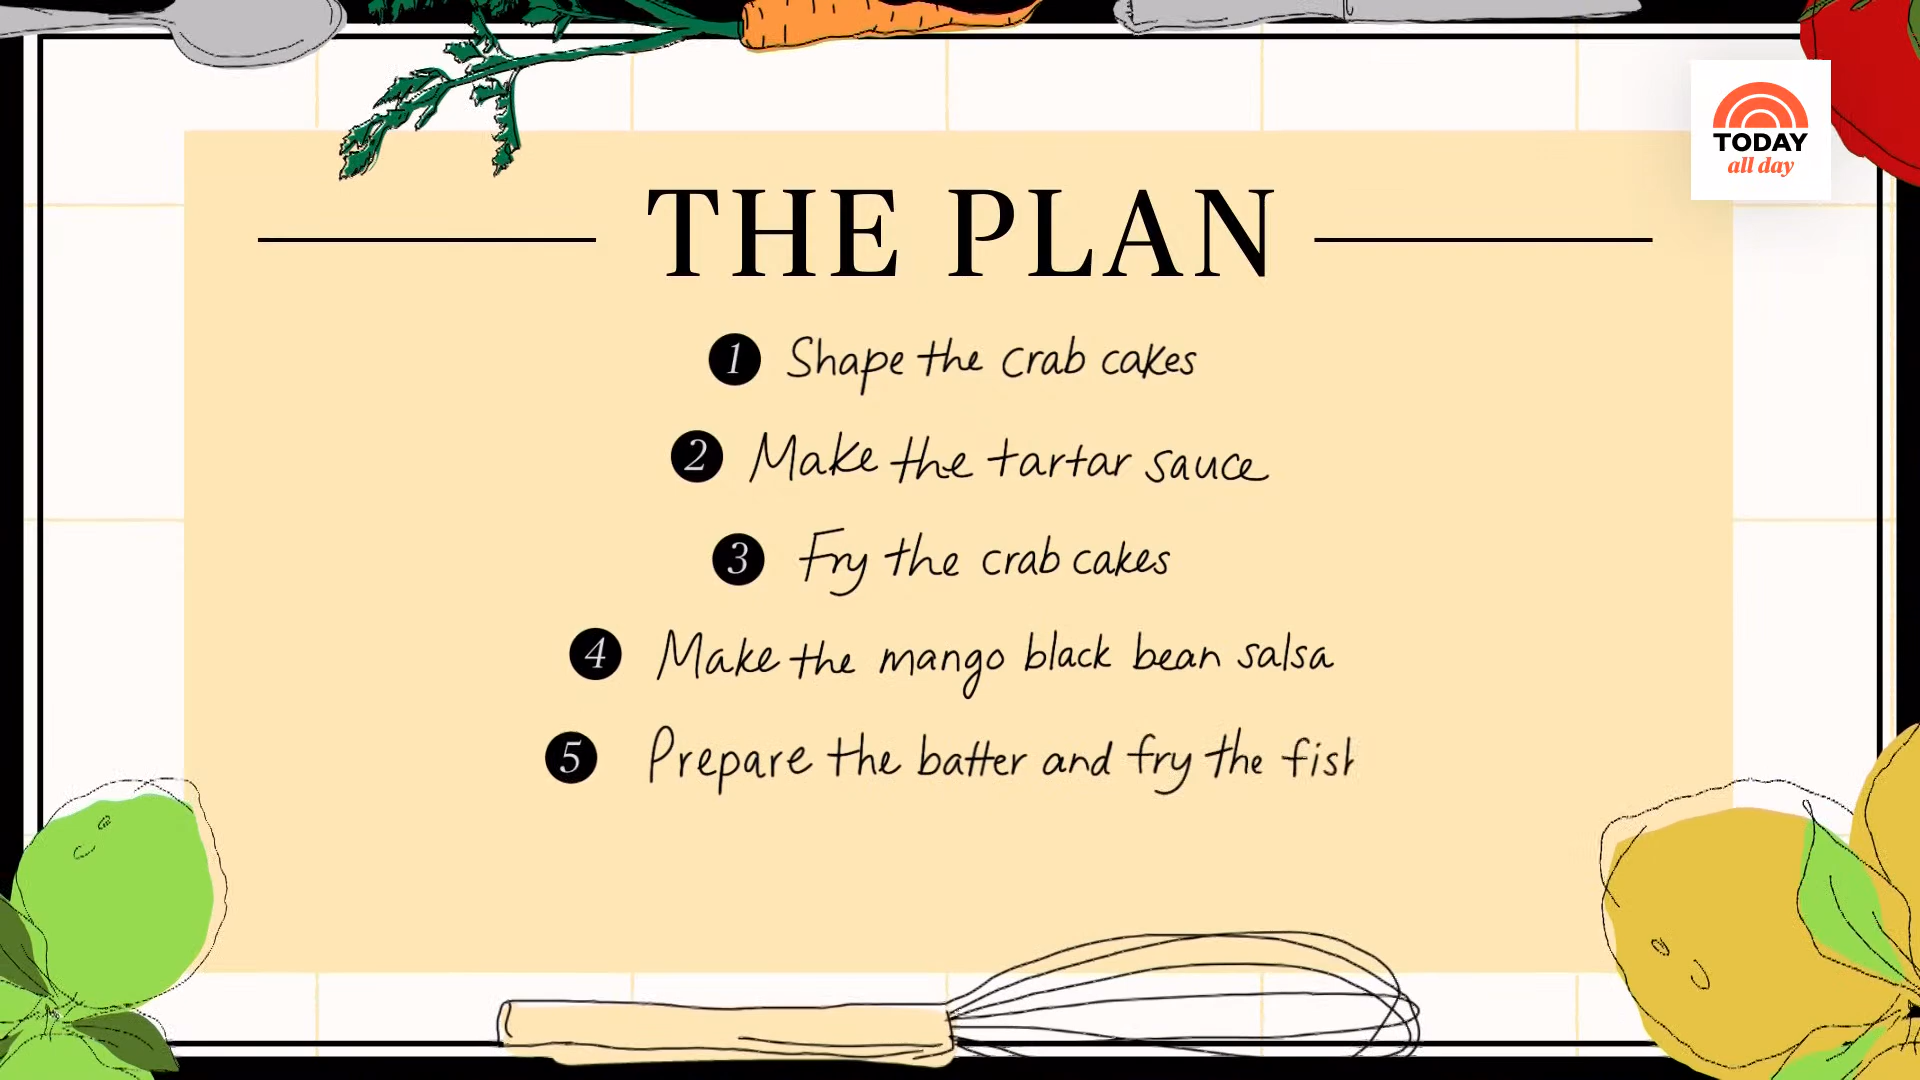 TODAY
all day
THE PLAN
1 Shape the crab cakes
2 Make the tartar sauce
3 Fry the crab cakes
4 Make the mango black bean salsa
5 Prepare the batter and fry the